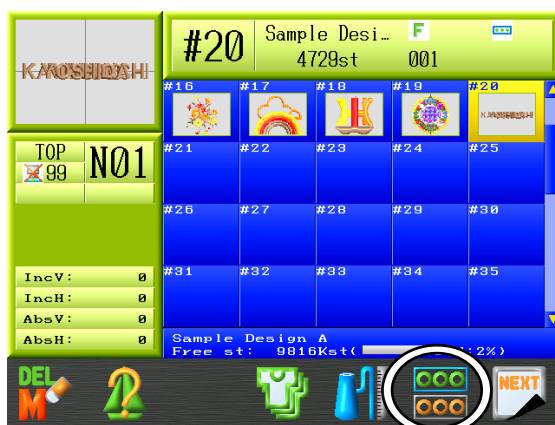 #20
Sample Desi…
F
4729st
001
#16
#17
#18
#19
#20
TOP
99
N01
#21
#22
#23
#24
#25
#26
#27
#28
#29
#30
#31
#32
#33
#34
#35
IncV: 0
IncH: 0
AbsV: 0
AbsH: 0
Sample Design A
Free st: 9816Kst( :2%)
DEL
M
?
NEXT